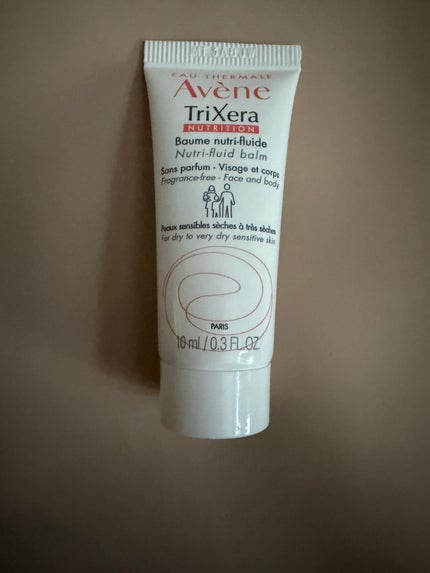 EAU THERMALE
Avène
TriXera
NUTRITION
Baume nutri-fluide
Nutri-fluid balm
Sans parfum - Visage et corps
Fragrance-free - Face and body
Peaux sensibles sèches à très sèches
For dry to very dry sensitive skin
PARIS
10 ml / 0.3 FL.OZ